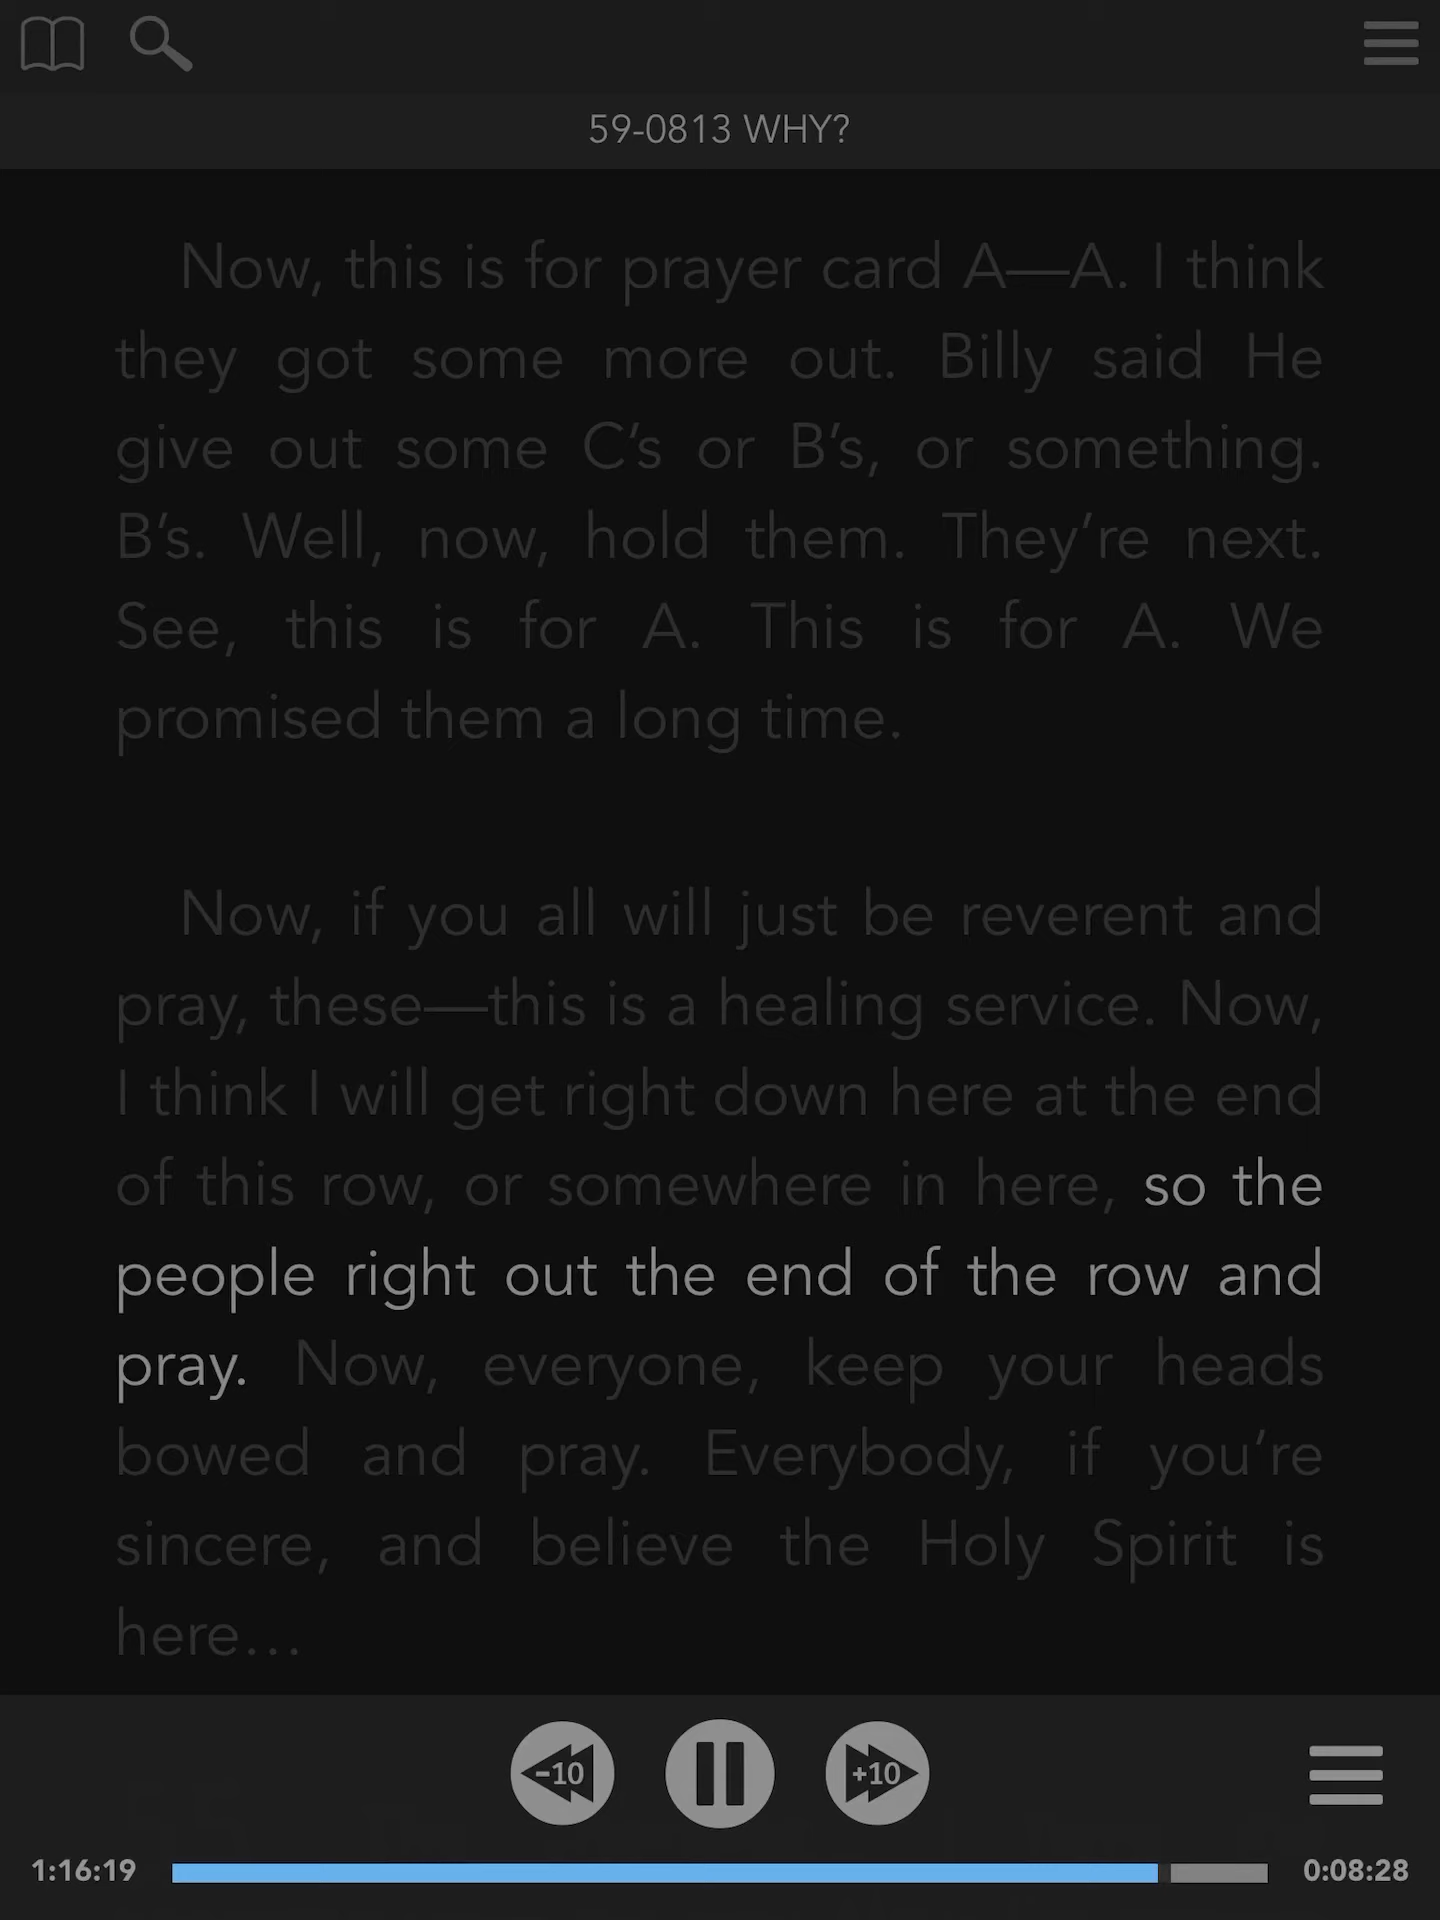 59-0813 WHY?
Now, this is for prayer card A—A. I think
they got some more out. Billy said He
give out some C’s or B’s, or something.
B’s. Well, now, hold them. They’re next.
See, this is for A. This is for A. We
promised them a long time.
Now, if you all will just be reverent and
pray, these—this is a healing service. Now,
I think I will get right down here at the end
of this row, or somewhere in here, so the
people right out the end of the row and
pray. Now, everyone, keep your heads
bowed and pray. Everybody, if you’re
sincere, and believe the Holy Spirit is
here…
-10 +10
1:16:19 0:08:28